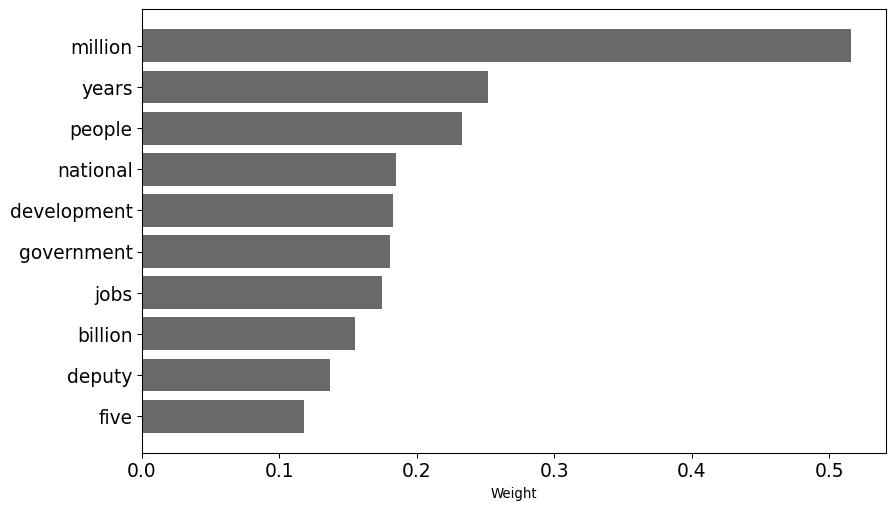 million
years
people
national
development
government
jobs
billion
deputy
five
0.0 0.1 0.2 0.3 0.4 0.5
Weight